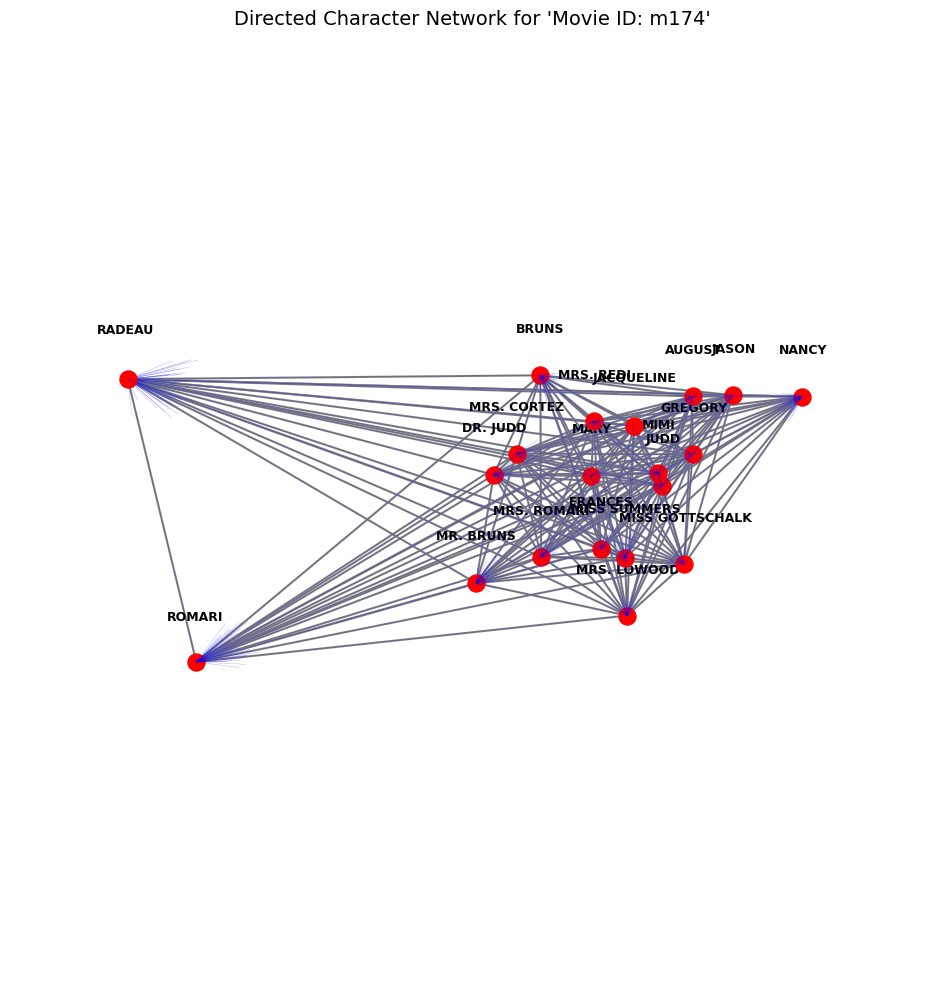 Directed Character Network for 'Movie ID: m174'
RADEAU
BRUNS
AUGUST
JASON
NANCY
MRS. REDI
JACQUELINE
MRS. CORTEZ
GREGORY
DR. JUDD
MARY
MIMI
JUDD
FRANCES
MRS. ROMARI
MISS SUMMERS
MISS GOTTSCHALK
MR. BRUNS
MRS. LOWOOD
ROMARI